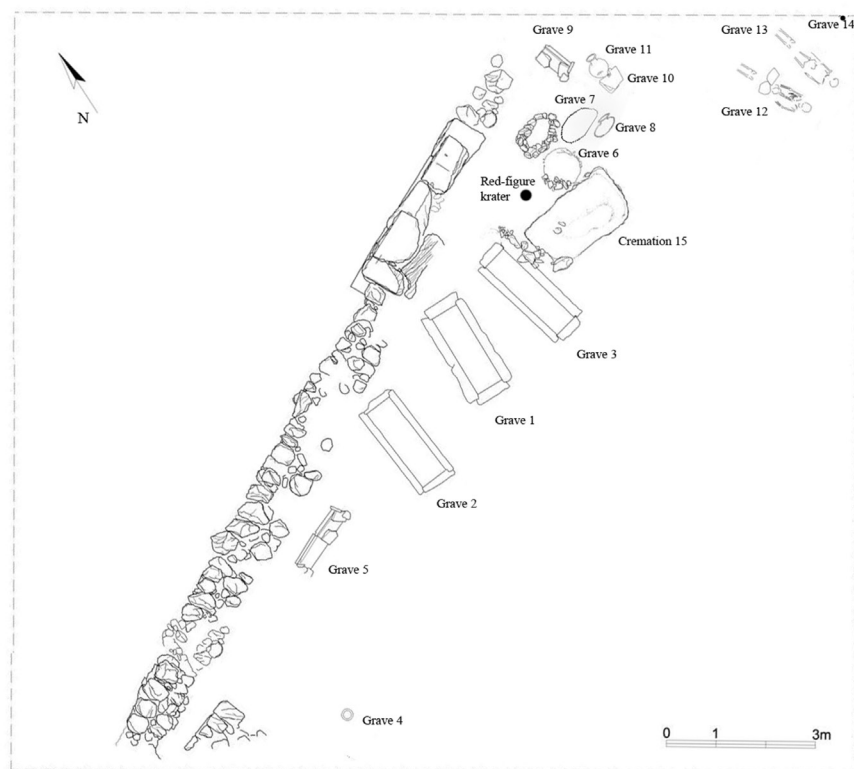 Grave 14
Grave 9
Grave 13
Grave 11
Grave 10
Grave 7
Grave 12
Grave 8
N
Grave 6
Red-figure
krater
Cremation 15
Grave 3
Grave 1
Grave 2
Grave 5
Grave 4
0 1 3m